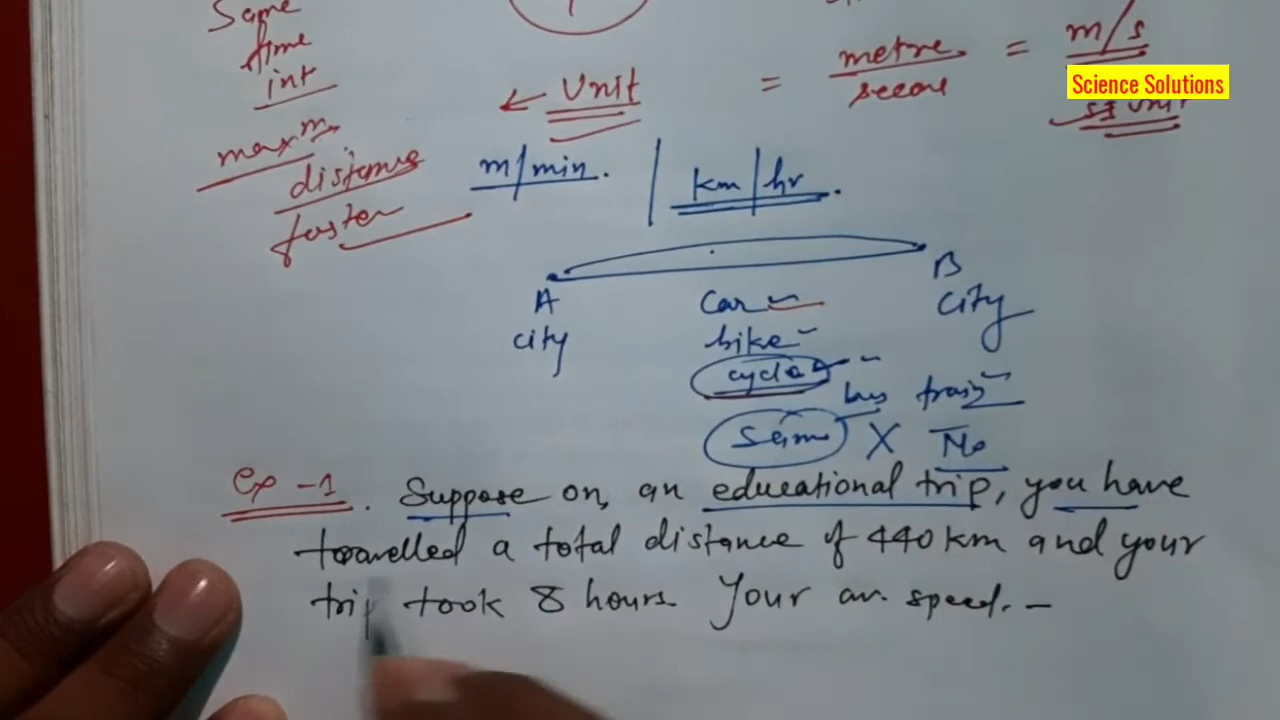 Same
time
int
= metre/second = m/s
Science Solutions
← Unit
SI Unit
maxm
distance
faster
m/min. | km/hr.
A
B
city
Car
city
bike
cycle
bus train
Same X No
ex-1. Suppose on an educational trip, you have
travelled a total distance of 440 km and your
trip took 8 hours. Your av. speed. -